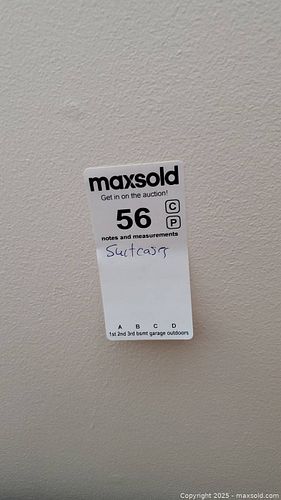 maxsold
Get in on the auction!
56 C
P
notes and measurements
Suitcase
A B C D
1st 2nd 3rd bsmt garage outdoors
Copyright © 2025 - maxsold.com